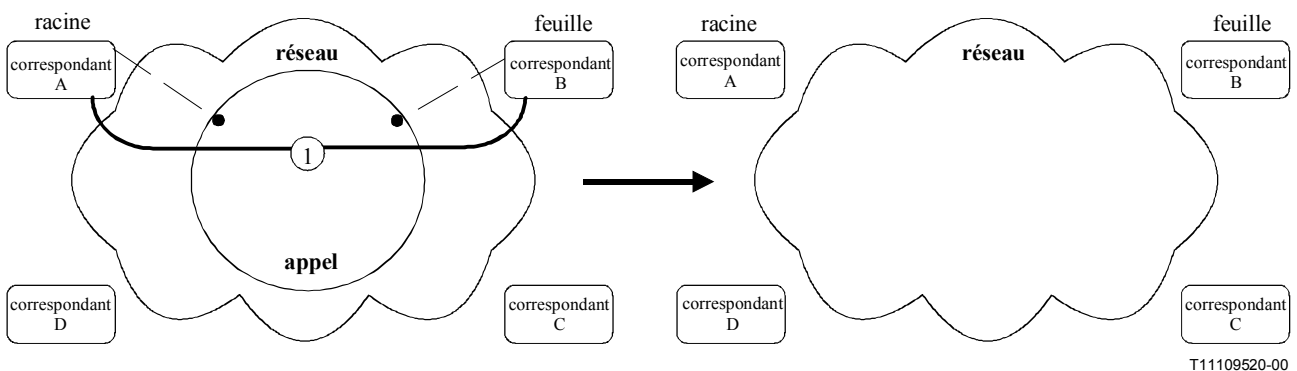 racine
feuille
racine
feuille
correspondant
A
réseau
correspondant
B
correspondant
A
réseau
correspondant
B
1
appel
correspondant
D
correspondant
C
correspondant
D
correspondant
C
T11109520-00